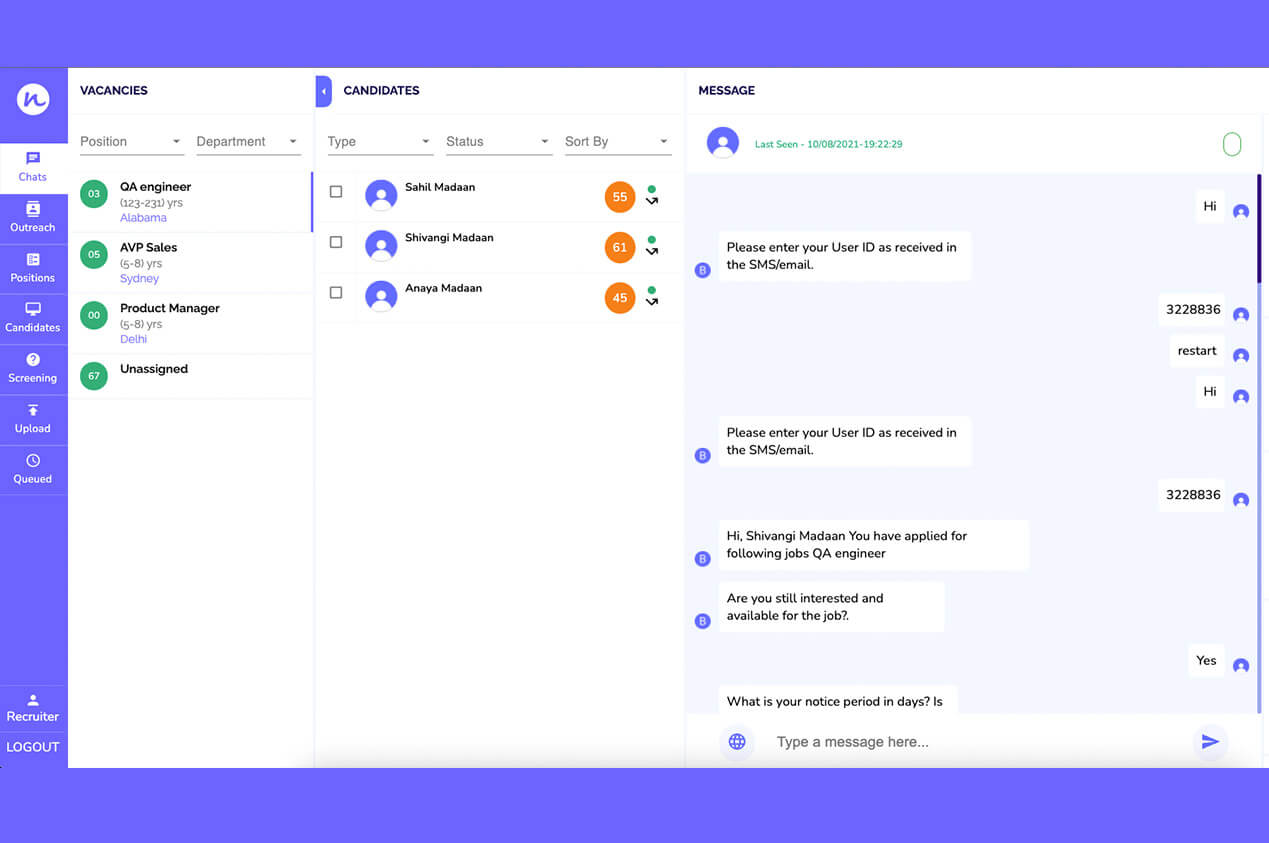 n
Chats
Outreach
Positions
Candidates
Screening
Upload
Queued
Recruiter
LOGOUT
VACANCIES
Position
Department
03
QA engineer
(123-231) yrs
Alabama
05
AVP Sales
(5-8) yrs
Sydney
00
Product Manager
(5-8) yrs
Delhi
67
Unassigned
CANDIDATES
Type
Status
Sort By
Sahil Madaan
55
Shivangi Madaan
61
Anaya Madaan
45
MESSAGE
Last Seen - 10/08/2021-19:22:29
Hi
B
Please enter your User ID as received in
the SMS/email.
3228836
restart
Hi
B
Please enter your User ID as received in
the SMS/email.
3228836
B
Hi, Shivangi Madaan You have applied for
following jobs QA engineer
B
Are you still interested and
available for the job?.
Yes
What is your notice period in days? Is
Type a message here...